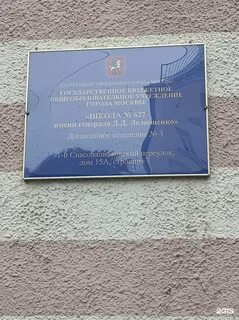 ДЕПАРТАМЕНТ ОБРАЗОВАНИЯ ГОРОДА МОСКВЫ
ГОСУДАРСТВЕННОЕ БЮДЖЕТНОЕ
ОБЩЕОБРАЗОВАТЕЛЬНОЕ УЧРЕЖДЕНИЕ
ГОРОДА МОСКВЫ
«ШКОЛА № 627
имени генерала Д.Д. Лелюшенко»
Дошкольное отделение № 3
1-й Спасоналивковский переулок,
дом 15А, строение
2GIS